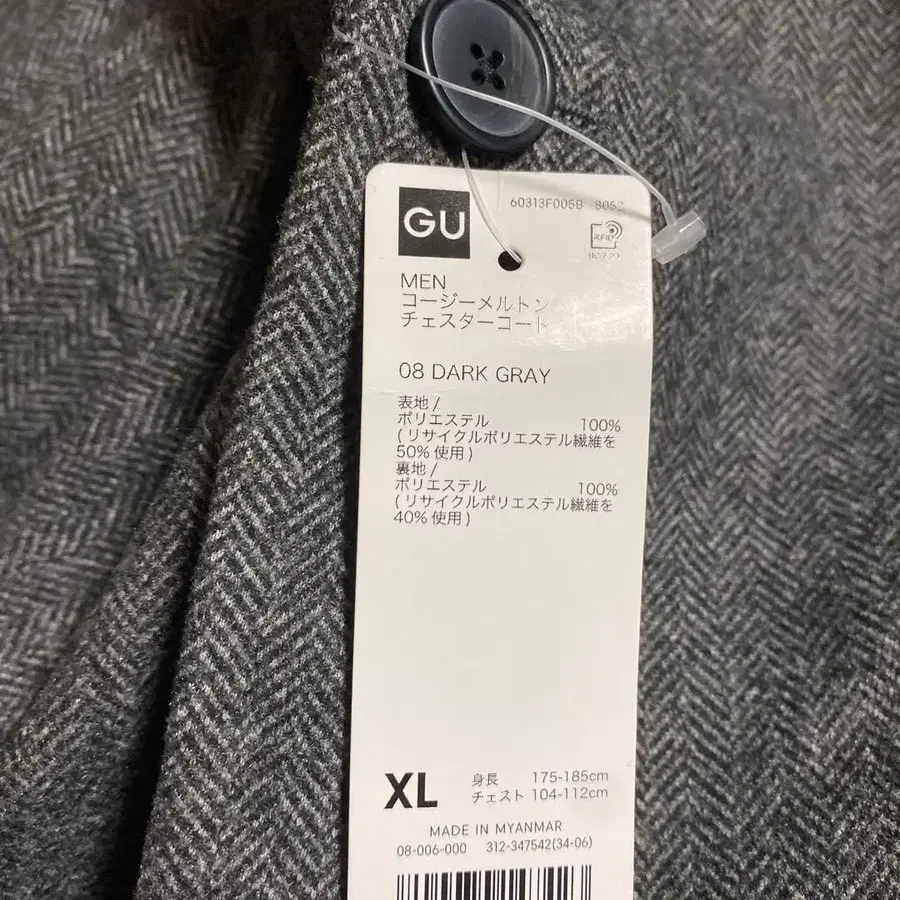 GU
60313F005B 8052
RFID
MEN
コージーメルトン
チェスターコート
08 DARK GRAY
表地 /
ポリエステル 100%
( リサイクルポリエステル繊維を
50% 使用 )
裏地 /
ポリエステル 100%
( リサイクルポリエステル繊維を
40% 使用 )
XL
身長 175-185cm
チェスト 104-112cm
MADE IN MYANMAR
08-006-000 312-347542(34-06)